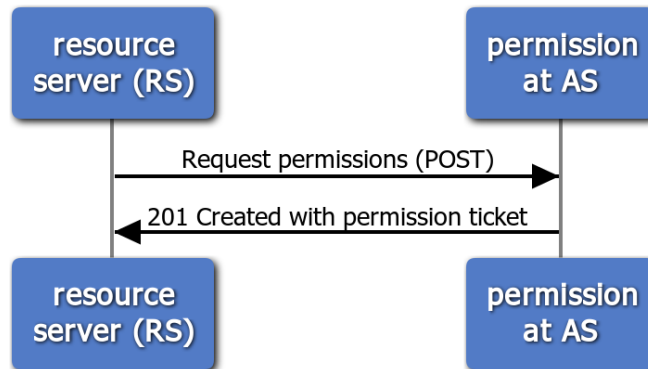 resource
server (RS)
permission
at AS
Request permissions (POST)
201 Created with permission ticket
resource
server (RS)
permission
at AS